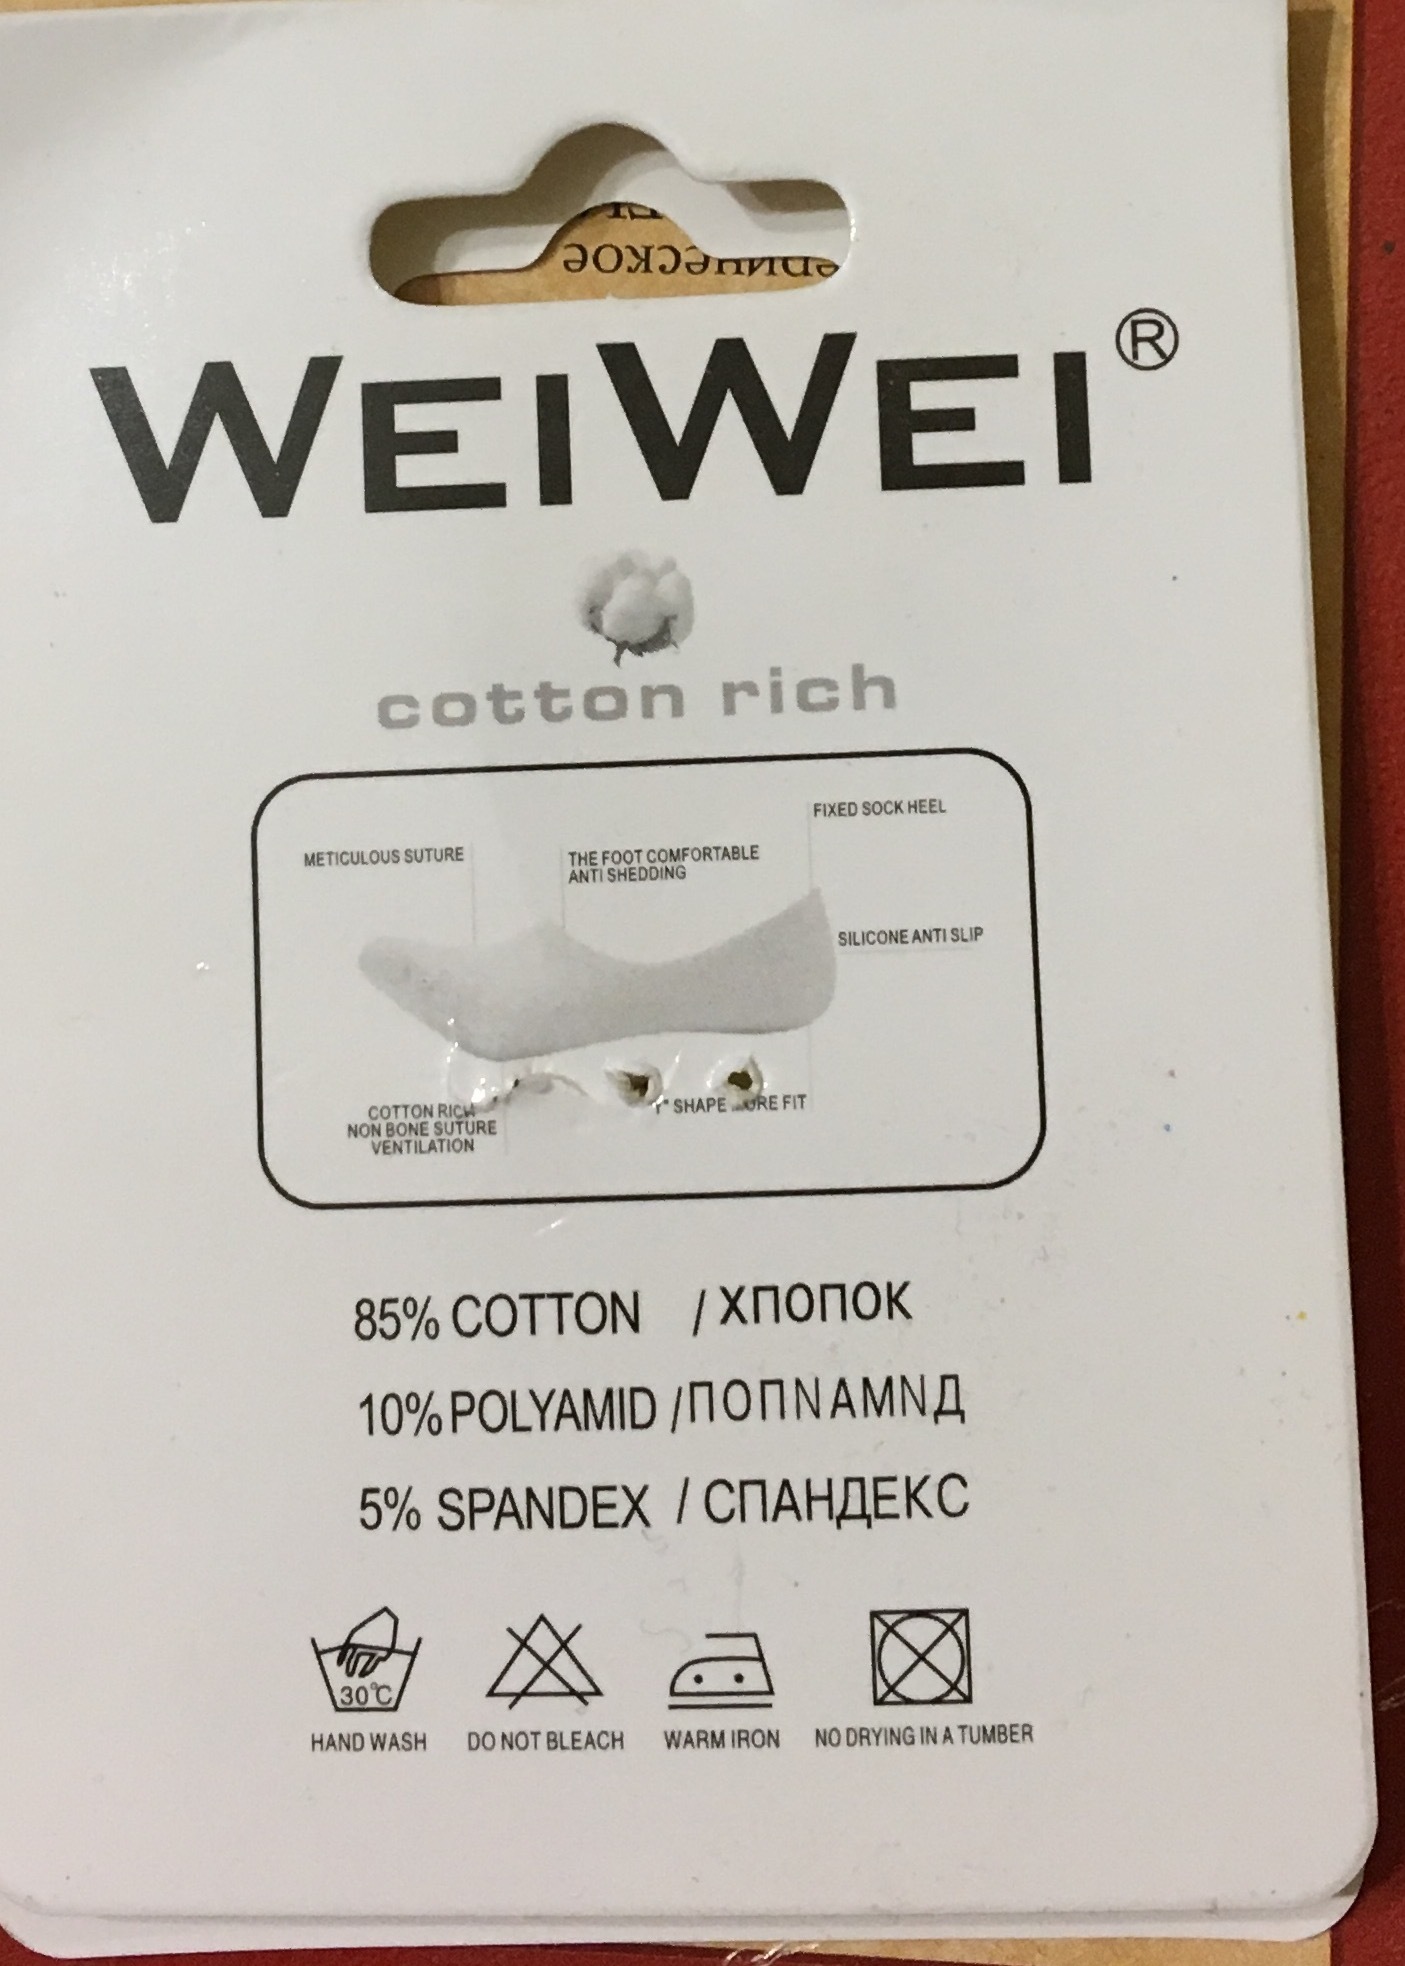 ерическое
WEIWEI®
cotton rich
FIXED SOCK HEEL
METICULOUS SUTURE
THE FOOT COMFORTABLE
ANTI SHEDDING
SILICONE ANTI SLIP
COTTON RICH
NON BONE SUTURE
VENTILATION
SHAPE FIT
85% COTTON / ХПОПОК
10% POLYAMID /ПОПNAMNД
5% SPANDEX / СПАНДЕКС
30℃
HAND WASH
DO NOT BLEACH
WARM IRON
NO DRYING IN A TUMBER